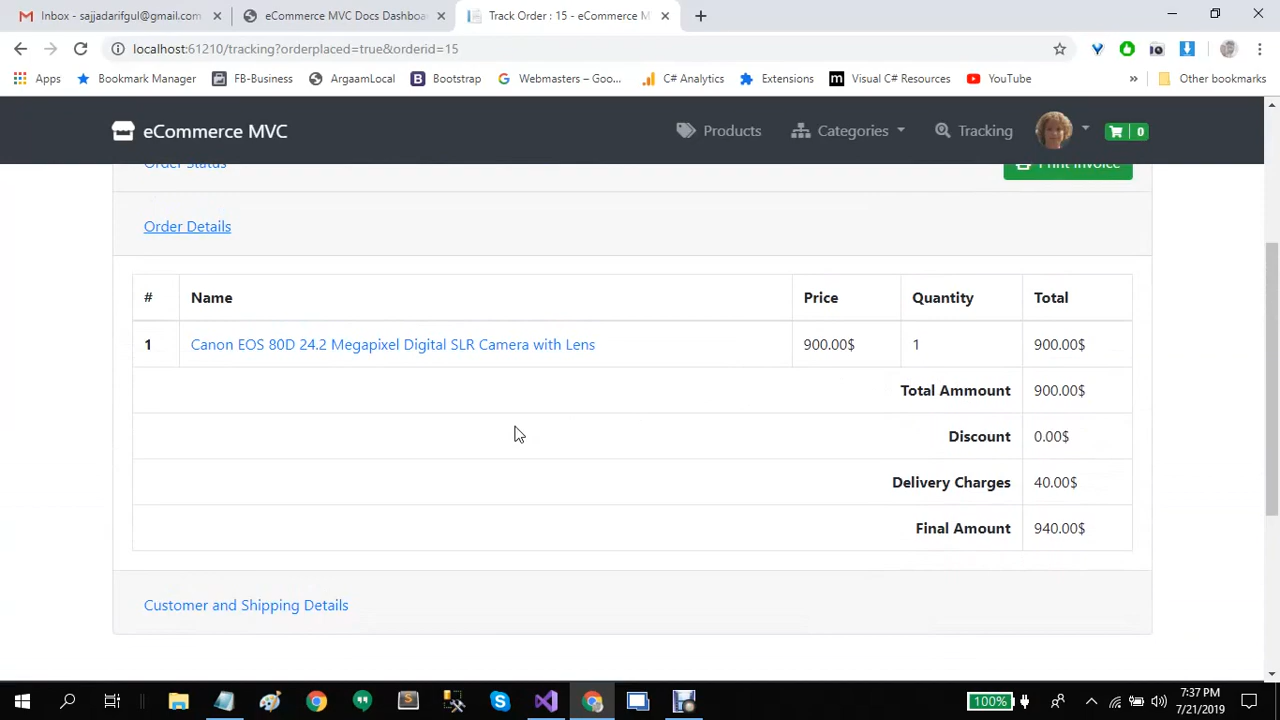 Inbox - sajjadarifgul@gmail.com
eCommerce MVC Docs Dashboa
Track Order : 15 - eCommerce M
localhost:61210/tracking?orderplaced=true&orderid=15
Apps Bookmark Manager FB-Business ArgaamLocal Bootstrap Webmasters – Goo... C# Analytics Extensions Visual C# Resources YouTube » Other bookmarks
eCommerce MVC Products Categories Tracking 0
Order Status Print Invoice
Order Details
# Name Price Quantity Total
1 Canon EOS 80D 24.2 Megapixel Digital SLR Camera with Lens 900.00$ 1 900.00$
Total Ammount 900.00$
Discount 0.00$
Delivery Charges 40.00$
Final Amount 940.00$
Customer and Shipping Details
100% 7:37 PM
7/21/2019